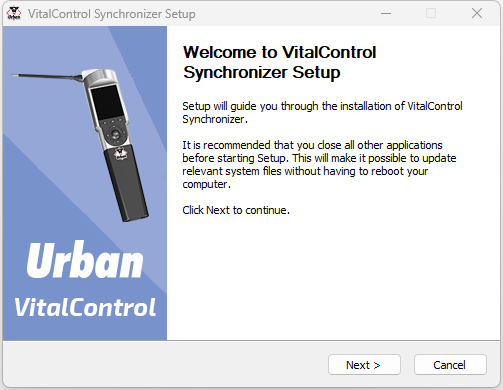 VitalControl Synchronizer Setup
Welcome to VitalControl
Synchronizer Setup
Setup will guide you through the installation of VitalControl
Synchronizer.
It is recommended that you close all other applications
before starting Setup. This will make it possible to update
relevant system files without having to reboot your
computer.
Click Next to continue.
Urban
VitalControl
Next >
Cancel